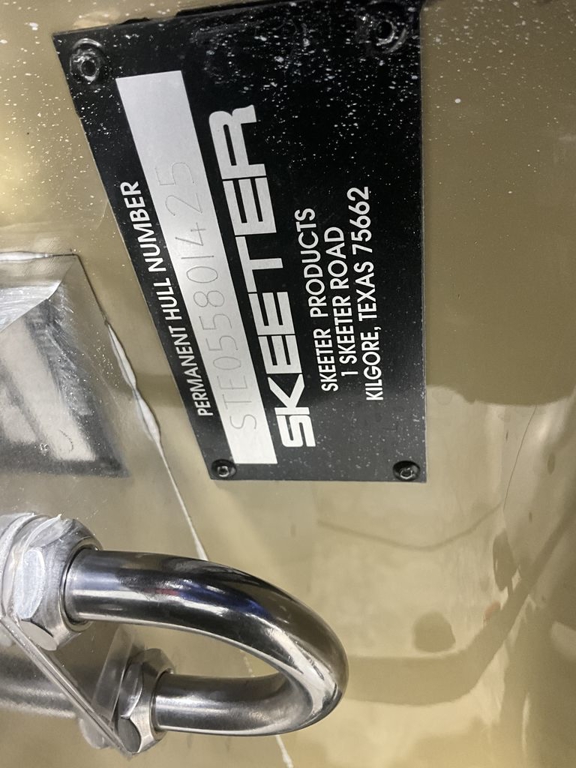 PERMANENT HULL NUMBER
STE05580I425
SKEETER
SKEETER PRODUCTS
1 SKEETER ROAD
KILGORE, TEXAS 75662